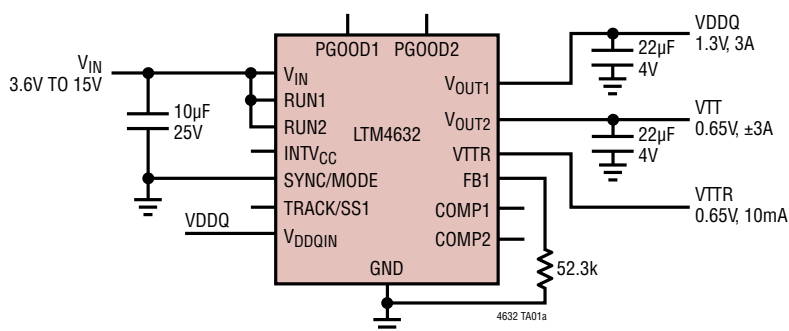 PGOOD1 PGOOD2
VIN
3.6V TO 15V
10µF
25V
VDDQ
VIN
RUN1
RUN2
INTVCC
SYNC/MODE
TRACK/SS1
VDDQIN
LTM4632
GND
VOUT1
VOUT2
VTTR
FB1
COMP1
COMP2
52.3k
22µF
4V
VDDQ
1.3V, 3A
22µF
4V
VTT
0.65V, ±3A
VTTR
0.65V, 10mA
4632 TA01a